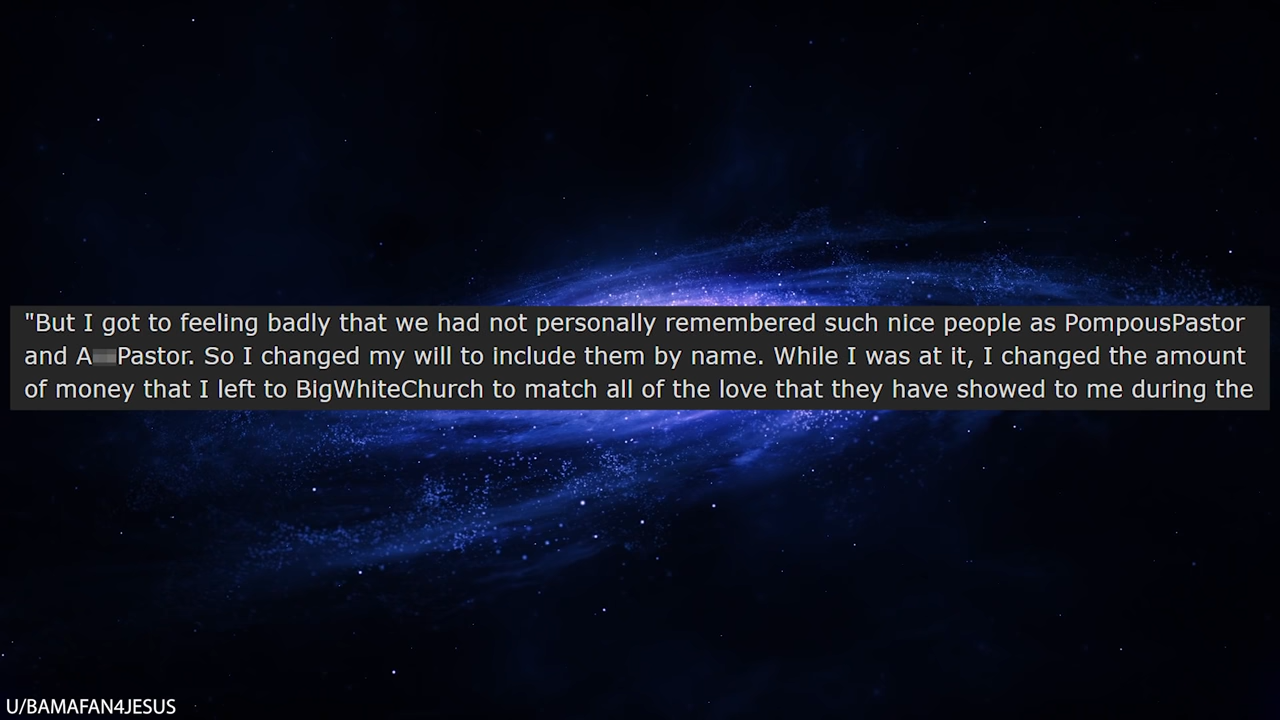 "But I got to feeling badly that we had not personally remembered such nice people as PompousPastor
and A Pastor. So I changed my will to include them by name. While I was at it, I changed the amount
of money that I left to BigWhiteChurch to match all of the love that they have showed to me during the
U/BAMAFAN4JESUS